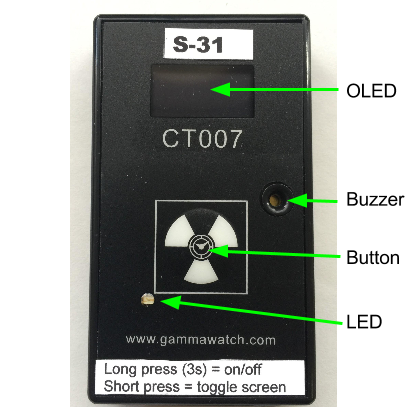 S-31
OLED
CT007
Buzzer
Button
LED
www.gammawatch.com
Long press (3s) = on/off
Short press = toggle screen